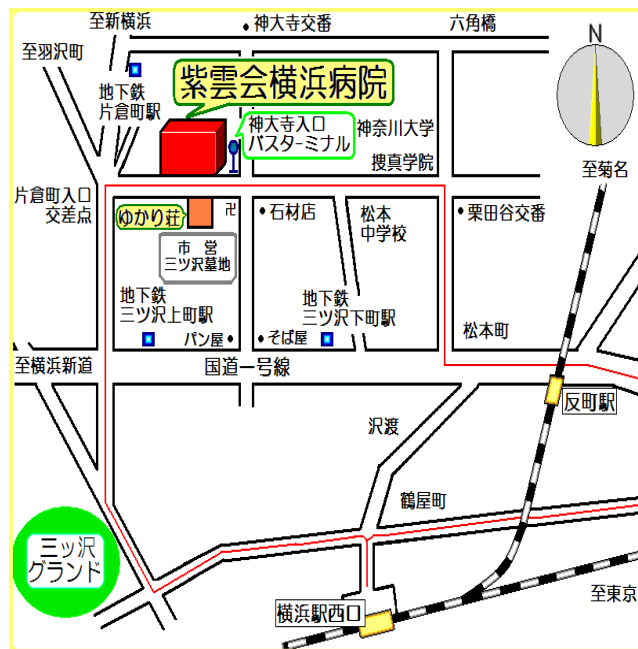 至新横浜
神大寺交番
六角橋
N
至羽沢町
地下鉄
片倉町駅
紫雲会横浜病院
神大寺入口
バスターミナル
神奈川大学
捜真学院
至菊名
片倉町入口
交差点
ゆかり荘
卍
石材店
松本
中学校
栗田谷交番
市営
三ツ沢墓地
地下鉄
三ツ沢上町駅
地下鉄
三ツ沢下町駅
パン屋
そば屋
松本町
至横浜新道
国道一号線
反町駅
沢渡
鶴屋町
三ッ沢
グランド
至東京
横浜駅西口